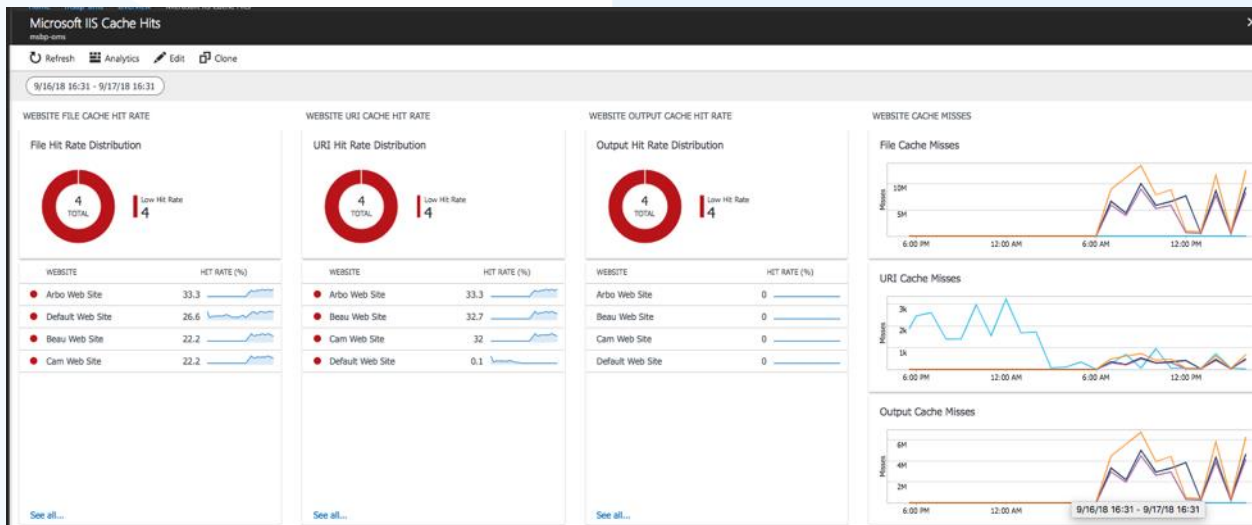 Home msbp-oms Overview Microsoft IIS Cache Hits
Microsoft IIS Cache Hits
msbp-oms
Refresh Analytics Edit Clone
9/16/18 16:31 - 9/17/18 16:31
WEBSITE FILE CACHE HIT RATE
File Hit Rate Distribution
4
TOTAL
Low Hit Rate
4
WEBSITE HIT RATE (%)
Arbo Web Site 33.3
Default Web Site 26.6
Beau Web Site 22.2
Cam Web Site 22.2
See all...
WEBSITE URI CACHE HIT RATE
URI Hit Rate Distribution
4
TOTAL
Low Hit Rate
4
WEBSITE HIT RATE (%)
Arbo Web Site 33.3
Beau Web Site 32.7
Cam Web Site 32
Default Web Site 0.1
See all...
WEBSITE OUTPUT CACHE HIT RATE
Output Hit Rate Distribution
4
TOTAL
Low Hit Rate
4
WEBSITE HIT RATE (%)
Arbo Web Site 0
Beau Web Site 0
Cam Web Site 0
Default Web Site 0
See all...
WEBSITE CACHE MISSES
File Cache Misses
Misses
10M
5M
6:00 PM 12:00 AM 6:00 AM 12:00 PM
URI Cache Misses
Misses
3k
2k
1k
6:00 PM 12:00 AM 6:00 AM 12:00 PM
Output Cache Misses
Misses
6M
4M
2M
6:00 PM 12:00 AM
9/16/18 16:31 - 9/17/18 16:31